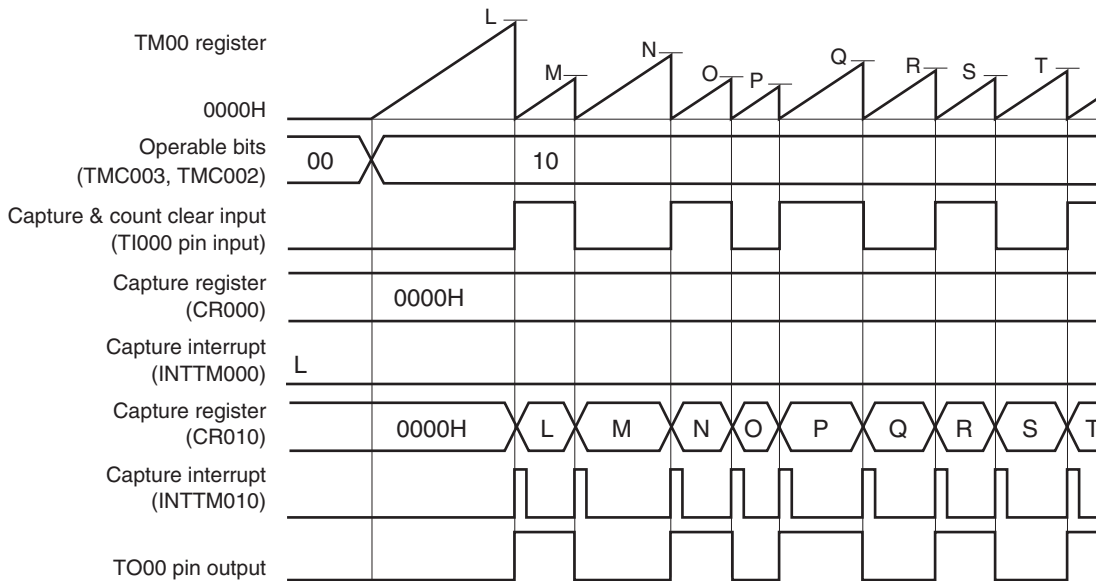 L
TM00 register
N
Q
M
O
P
R
S
T
0000H
Operable bits
(TMC003, TMC002)
00
10
Capture & count clear input
(TI000 pin input)
Capture register
(CR000)
0000H
Capture interrupt
(INTTM000)
L
Capture register
(CR010)
0000H
L
M
N
O
P
Q
R
S
T
Capture interrupt
(INTTM010)
TO00 pin output